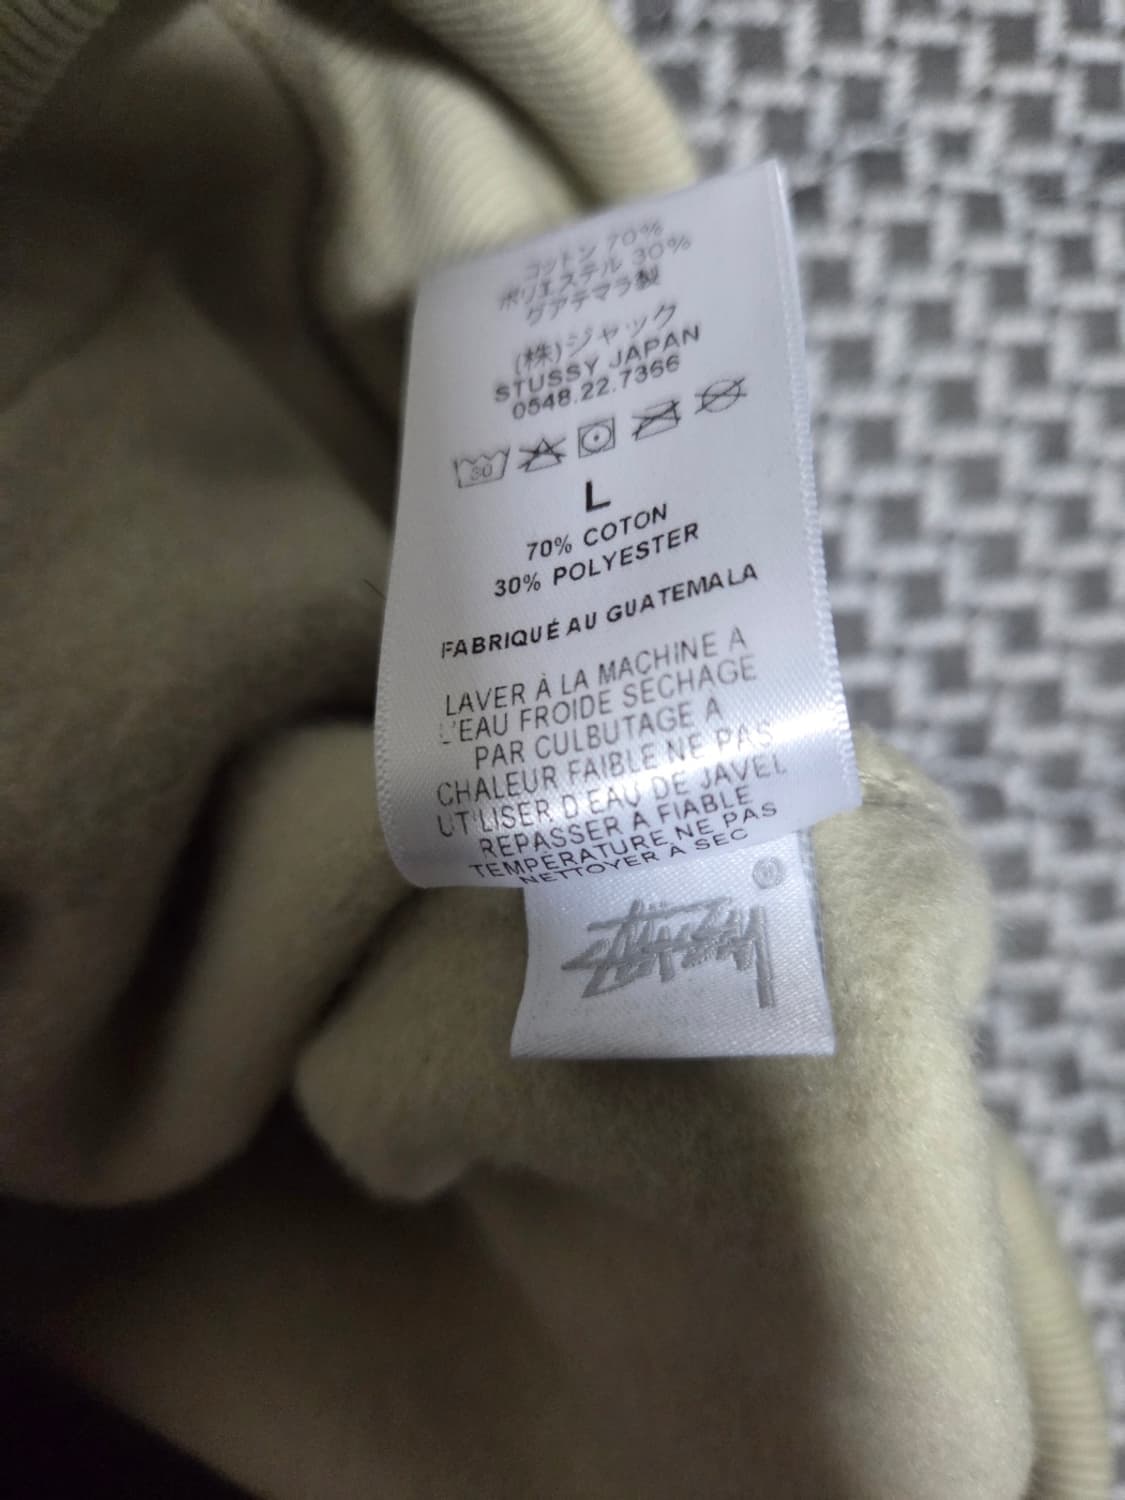 コットン 70%
ポリエステル 30%
グアテマラ製
(株)ジャック
STUSSY JAPAN
0548.22.7366
30
L
70% COTON
30% POLYESTER
FABRIQUÉ AU GUATEMALA
LAVER À LA MACHINE A
L'EAU FROIDE SECHAGE
PAR CULBUTAGE A
CHALEUR FAIBLE NE PAS
UTILISER D'EAU DE JAVEL
REPASSER A FIABLE
TEMPÉRATURE NE PAS
NETTOYER A SEC
®
Stüssy